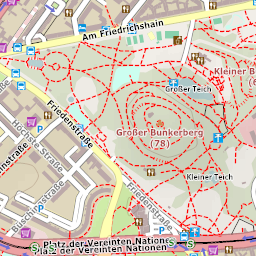 Am Friedrichshain
Kleiner B
Großer Teich
Friedenstraße
Großer Bunkerberg
(78)
Höchste Straße
Büschingstraße
Kleiner Teich
Friedenstraße
Platz der Vereinten Nationen
Platz der Vereinten Nationen